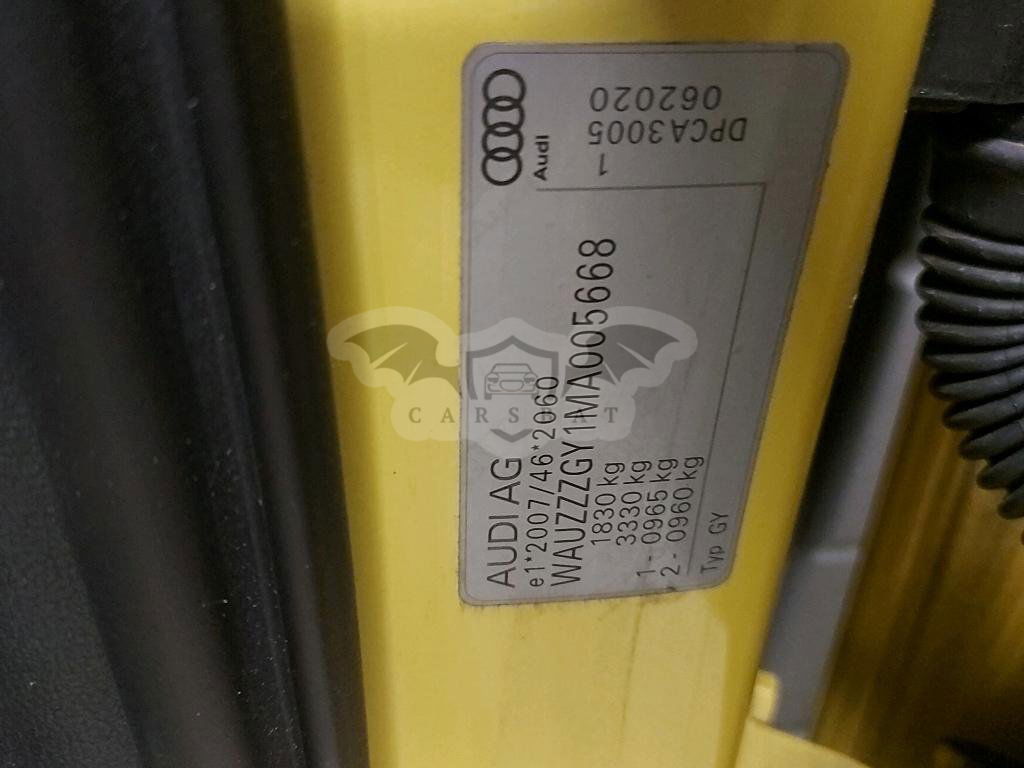 AUDI AG
e1*2007/46*2060
WAUZZZGY1MA005668
1830 kg
3330 kg
1 - 0965 kg
2 - 0960 kg
Typ GY
Audi
1
DPCA3005
062020